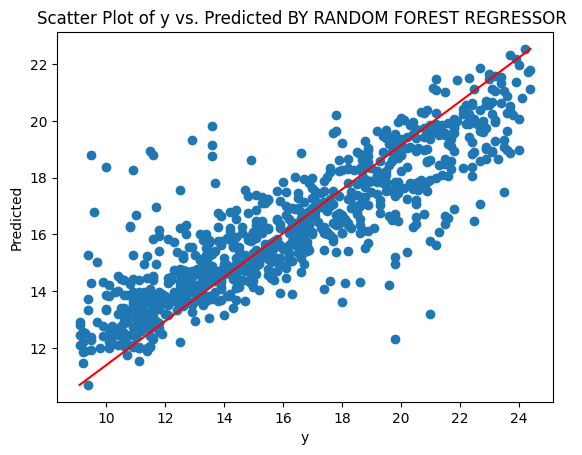 Scatter Plot of y vs. Predicted BY RANDOM FOREST REGRESSOR
22
20
18
16
14
12
Predicted
10 12 14 16 18 20 22 24
y